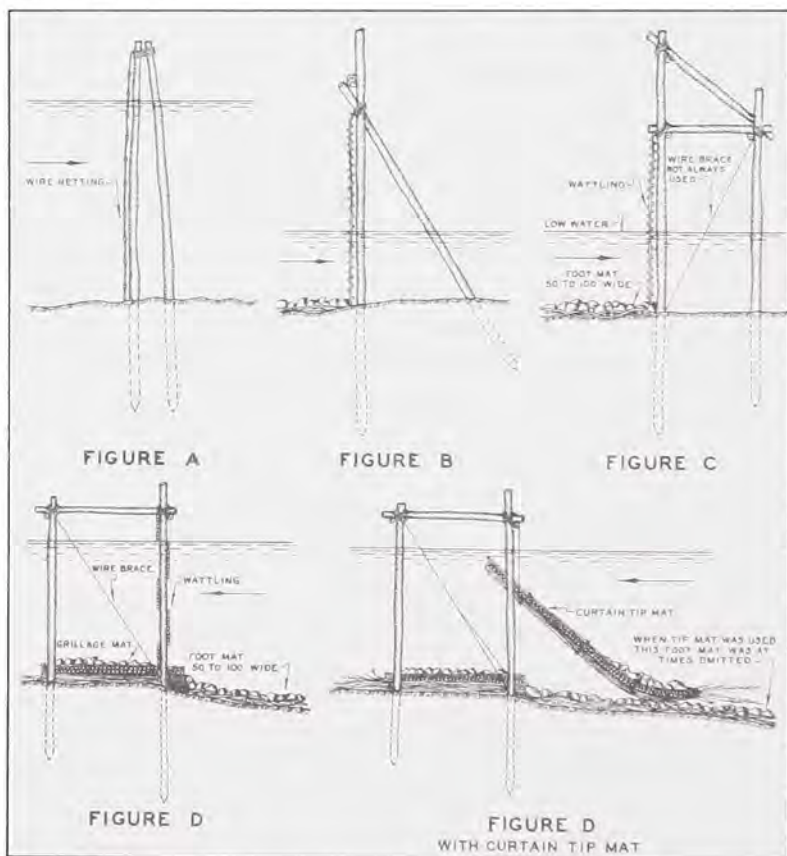 WIRE NETTING
FIGURE A
FIGURE B
WIRE BRACE
NOT ALWAYS
USED
WATTLING
LOW WATER
FOOT MAT
50 TO 100 WIDE
FIGURE C
WIRE BRACE
WATTLING
GRILLAGE MAT
FOOT MAT
50 TO 100 WIDE
FIGURE D
CURTAIN TIP MAT
WHEN TIP MAT WAS USED
THIS FOOT MAT WAS AT
TIMES OMITTED
FIGURE D
WITH CURTAIN TIP MAT